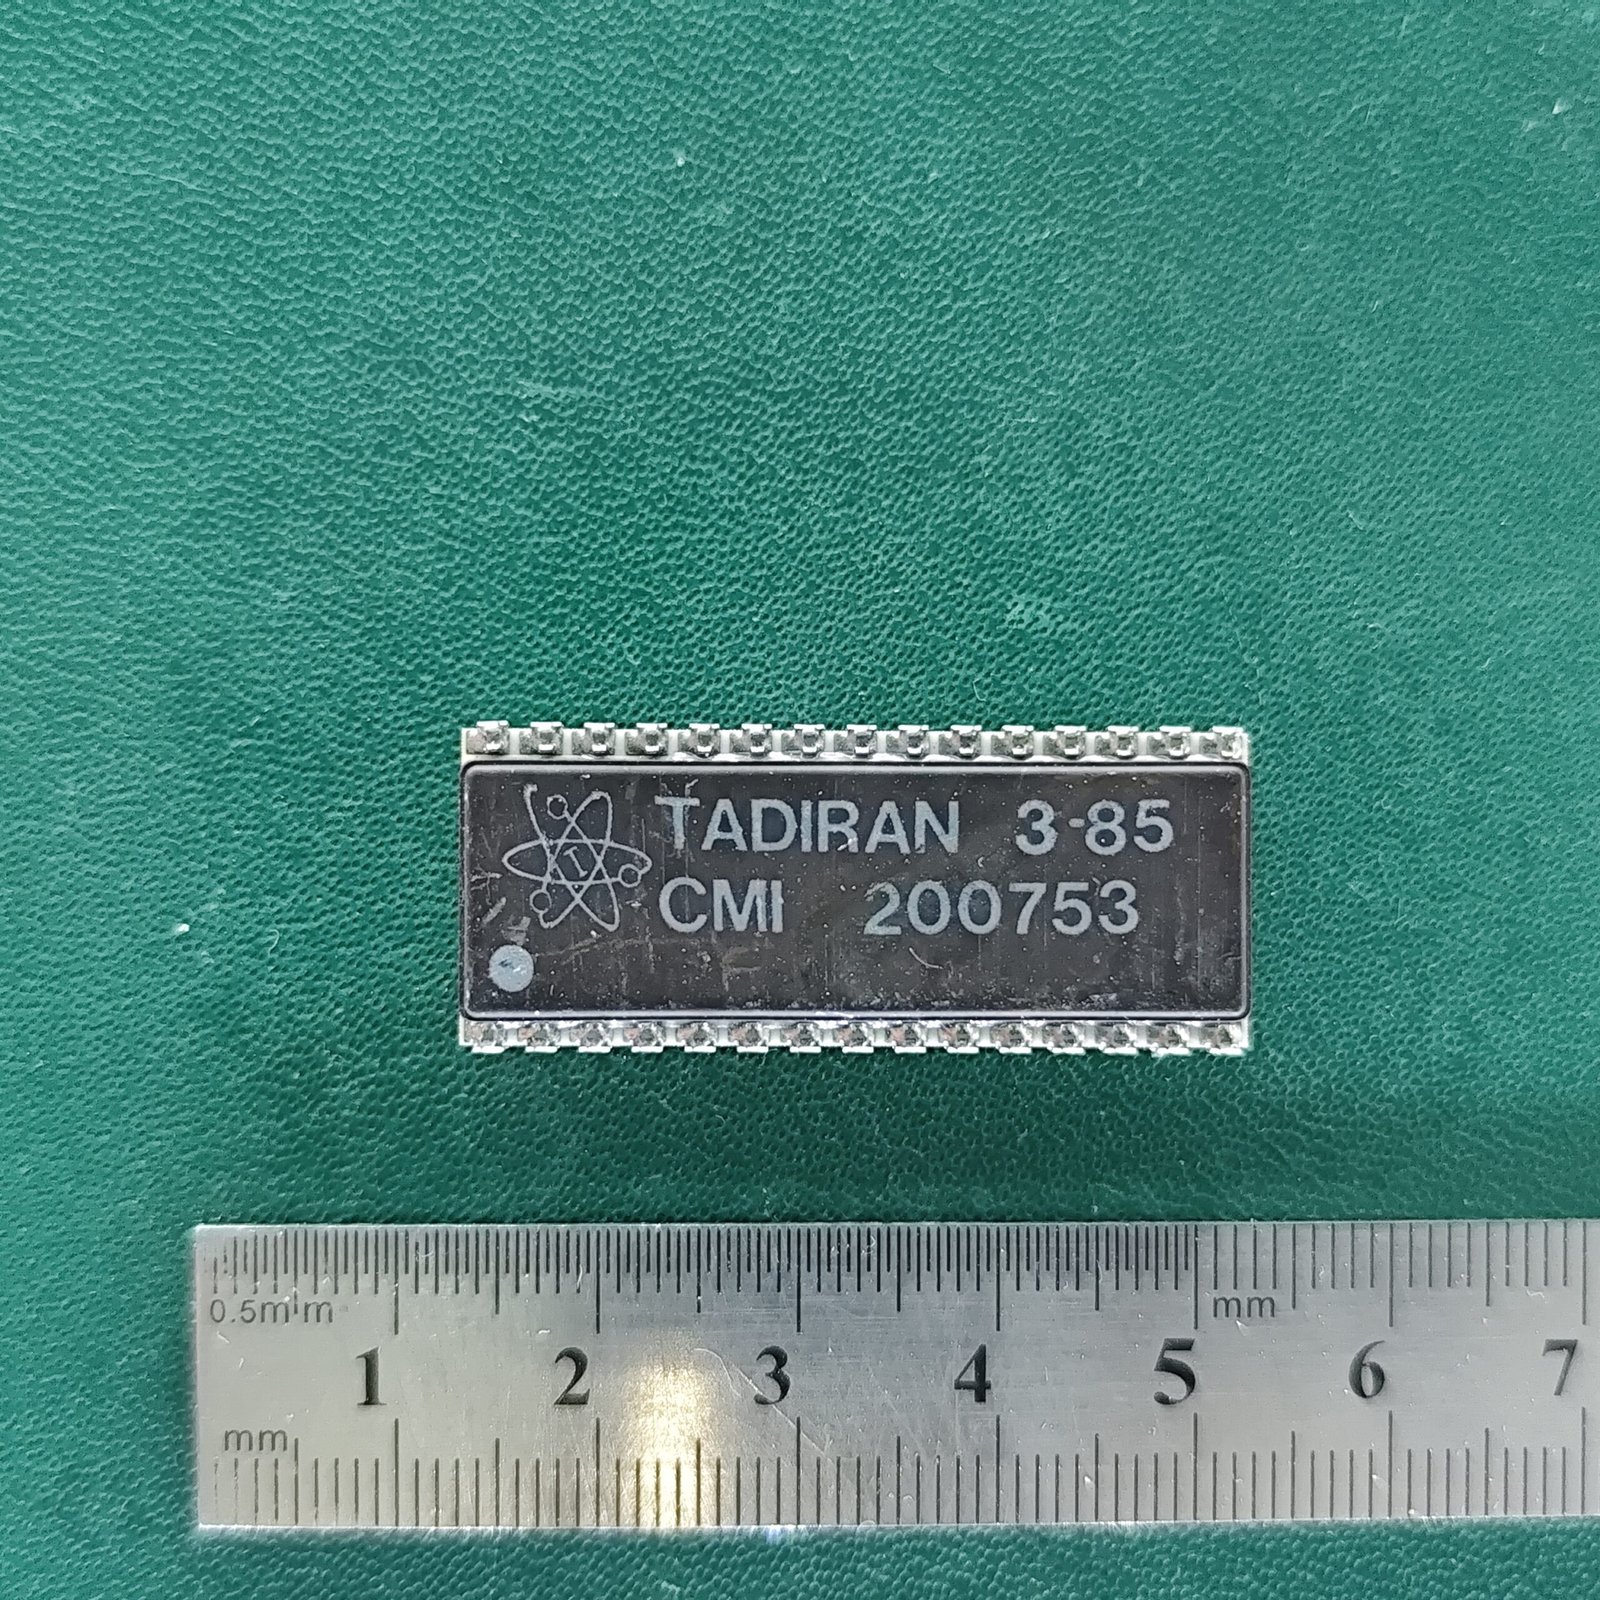 TADIRAN 3-85
CMI 200753
T
0.5mm mm
1 2 3 4 5 6 7
mm